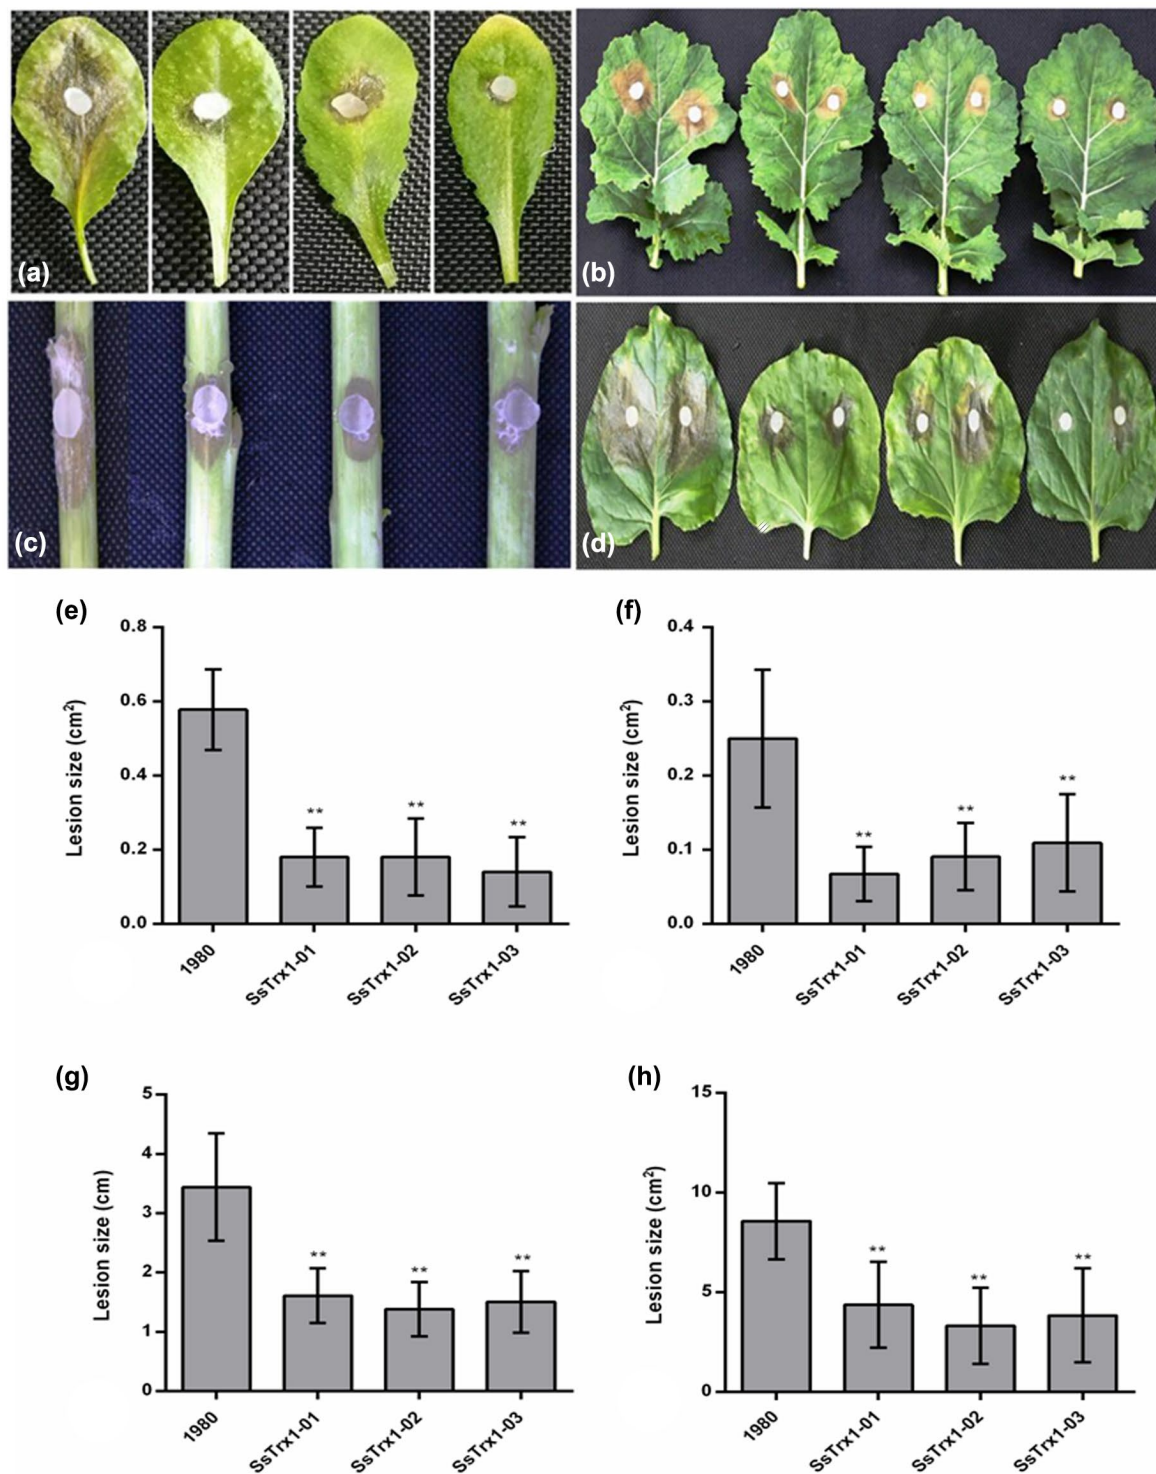 (a)
(b)
(c)
(d)
(e)
0.8
0.6
0.4
0.2
0.0
Lesion size (cm²)
**
**
**
1980
SsTrx1-01
SsTrx1-02
SsTrx1-03
(f)
0.4
0.3
0.2
0.1
0.0
Lesion size (cm²)
**
**
**
1980
SsTrx1-01
SsTrx1-02
SsTrx1-03
(g)
5
4
3
2
1
0
Lesion size (cm)
**
**
**
1980
SsTrx1-01
SsTrx1-02
SsTrx1-03
(h)
15
10
5
0
Lesion size (cm²)
**
**
**
1980
SsTrx1-01
SsTrx1-02
SsTrx1-03